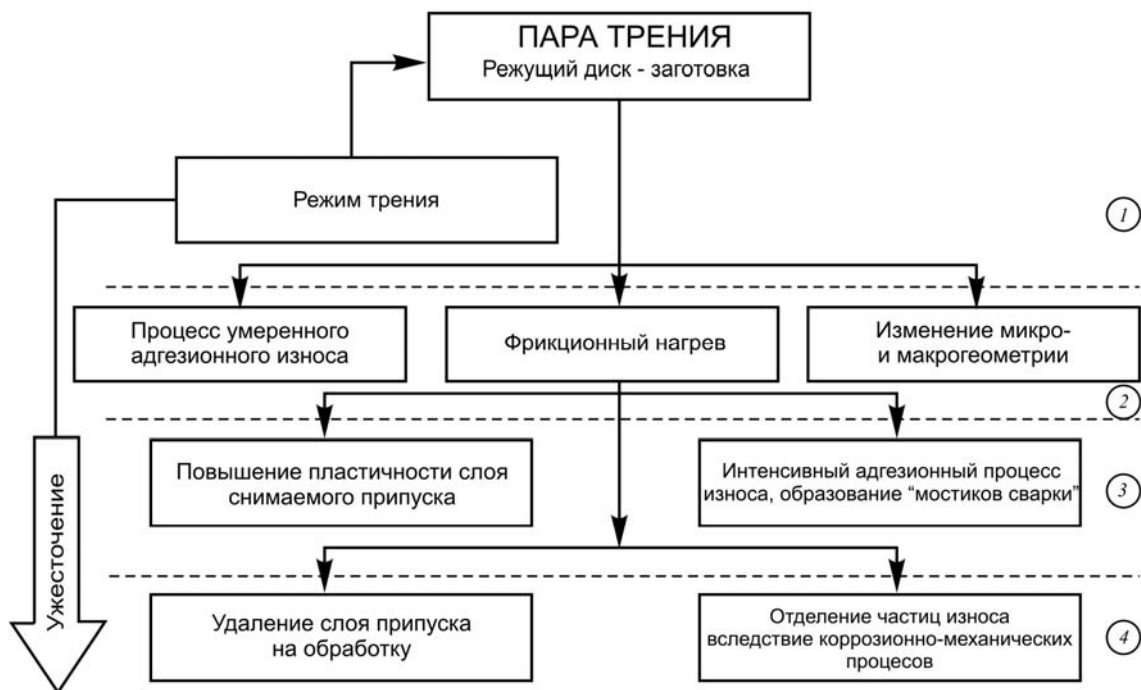 ПАРА ТРЕНИЯ
Режущий диск - заготовка
Режим трения
1
Процесс умеренного
адгезионного износа
Фрикционный нагрев
Изменение микро-
и макрогеометрии
2
Повышение пластичности слоя
снимаемого припуска
Интенсивный адгезионный процесс
износа, образование “мостиков сварки”
3
Ужесточение
Удаление слоя припуска
на обработку
Отделение частиц износа
вследствие коррозионно-механических
процесов
4